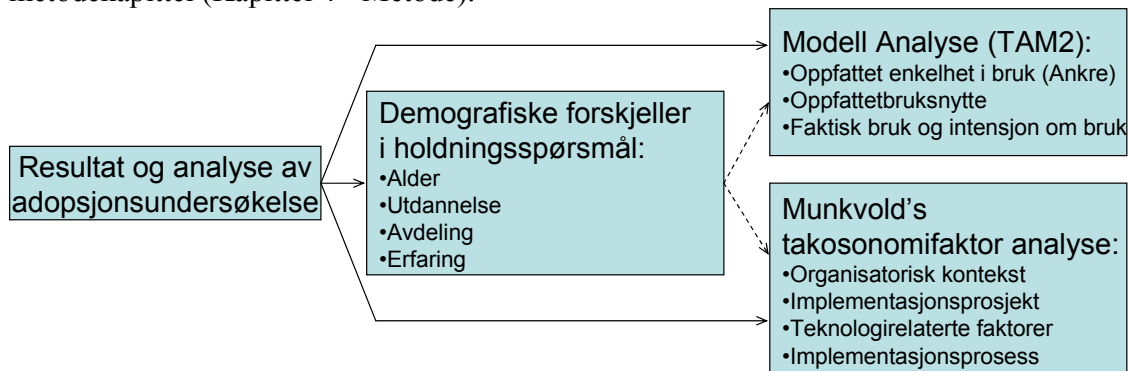 metodekapittel (Kapittel 4 - Metode).
Resultat og analyse av
adopsjonsundersøkelse
Demografiske forskjeller
i holdningsspørsmål:
•Alder
•Utdannelse
•Avdeling
•Erfaring
Modell Analyse (TAM2):
•Oppfattet enkelhet i bruk (Ankre)
•Oppfattetbruksnytte
•Faktisk bruk og intensjon om bruk
Munkvold’s
takosonomifaktor analyse:
•Organisatorisk kontekst
•Implementasjonsprosjekt
•Teknologirelaterte faktorer
•Implementasjonsprosess